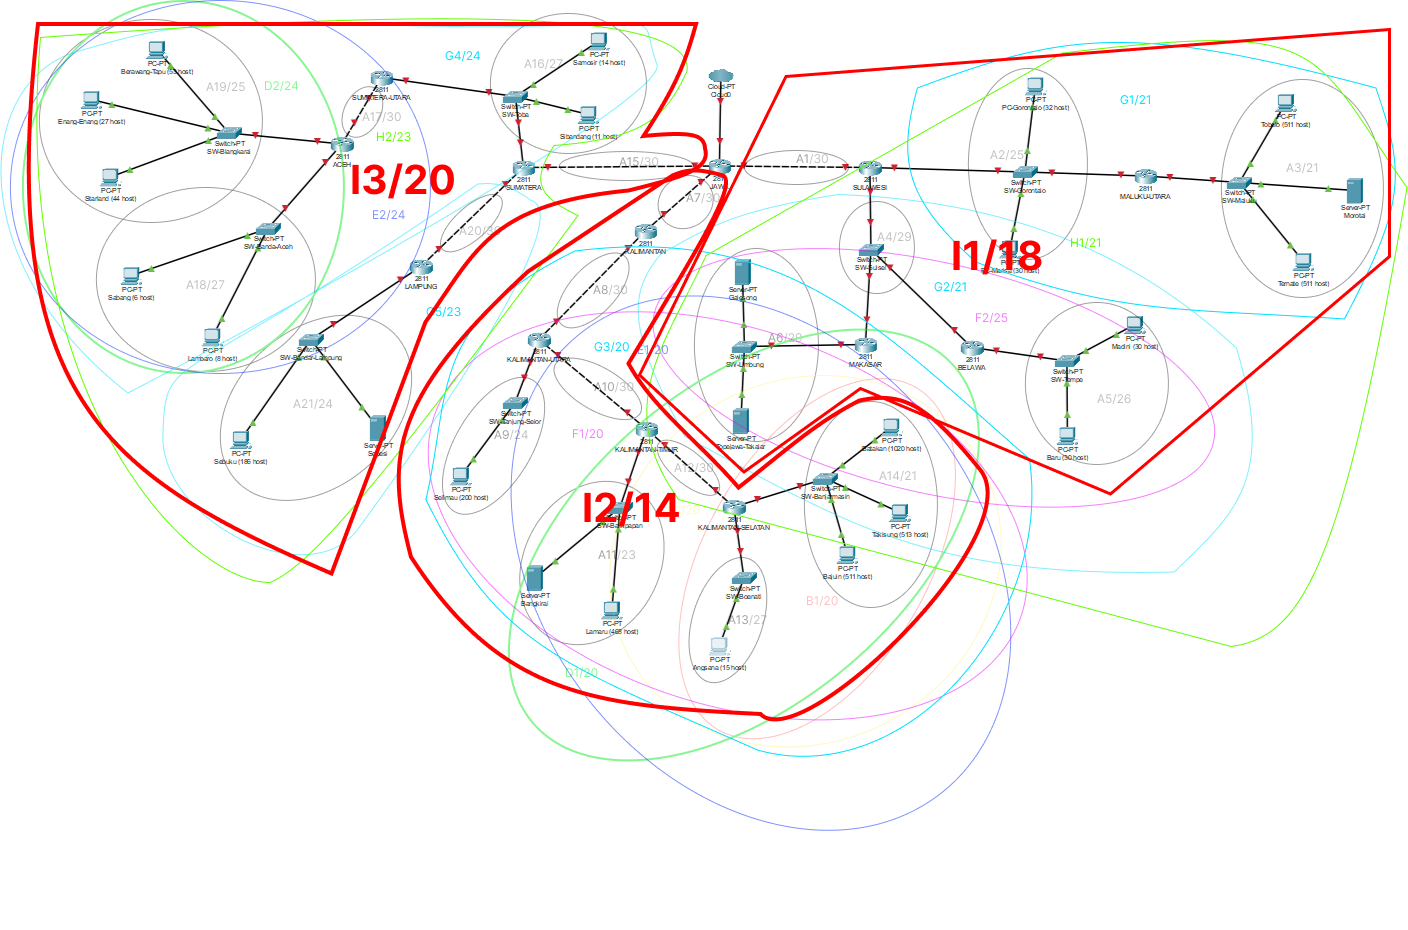 PC-PT
Berawang-Tapu (55 host)
A19/25
D2/24
PC-PT
Enang-Enang (27 host)
Switch-PT
SW-Blangkarai
PC-PT
Starland (44 host)
2811
SUMATERA-UTARA
A17/30
H2/23
2811
ACEH
I3/20
E2/24
Switch-PT
SW-Banda-Aceh
PC-PT
Sabang (6 host)
A18/27
PC-PT
Lambaro (8 host)
G4/24
A16/27
PC-PT
Samosir (14 host)
Switch-PT
SW-Toba
PC-PT
Sibandang (11 host)
2811
SUMATERA
A15/30
A20/30
2811
LAMPUNG
G5/23
Switch-PT
SW-Bandar-Lampung
A21/24
PC-PT
Sebuku (186 host)
Server-PT
Sebesi
Cloud-PT
Cloud0
2811
JAWA
A1/30
A7/30
2811
KALIMANTAN
A8/30
2811
KALIMANTAN-UTARA
G3/20
E1/20
A10/30
Switch-PT
SW-Tanjung-Selor
A9/24
PC-PT
Selimau (200 host)
F1/20
2811
KALIMANTAN-TIMUR
A12/30
I2/14
Switch-PT
SW-Balikpapan
A11/23
Server-PT
Bangkirai
PC-PT
Lamaru (465 host)
D1/20
2811
KALIMANTAN-SELATAN
Switch-PT
SW-Boenati
A13/27
PC-PT
Angsana (15 host)
B1/20
PC-PT
Batakan (1020 host)
Switch-PT
SW-Banjarmasin
A14/21
PC-PT
Takisung (513 host)
PC-PT
Bajuin (511 host)
2811
SULAWESI
A4/29
Switch-PT
SW-Sulsel
Server-PT
Galesong
A6/29
Switch-PT
SW-Limbung
2811
MAKASAR
Server-PT
G2/21
F2/25
2811
BELAWA
PC-PT
Madini (30 host)
Switch-PT
SW-Tempe
A5/26
PC-PT
Baru (30 host)
G1/21
PC-PT
PC-Gorontalo (32 host)
A2/25
Switch-PT
SW-Gorontalo
PC-PT
I1/18
H1/21
2811
MALUKU-UTARA
PC-PT
Tobelo (511 host)
A3/21
Switch-PT
SW-Maluku
Server-PT
Morotai
PC-PT
Ternate (511 host)